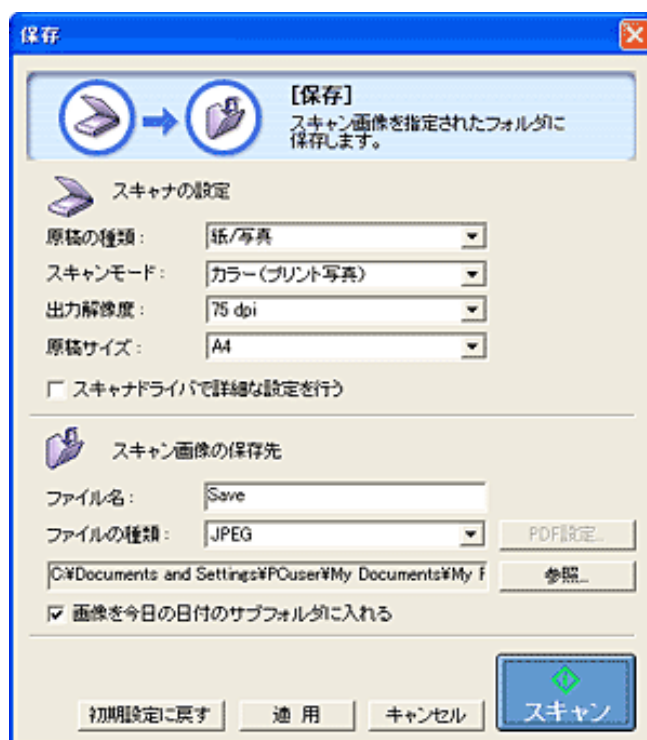 保存
[保存]
スキャン画像を指定されたフォルダに
保存します。
スキャナの設定
原稿の種類： 紙/写真
スキャンモード： カラー(プリント写真)
出力解像度： 75 dpi
原稿サイズ： A4
スキャナドライバで詳細な設定を行う
スキャン画像の保存先
ファイル名： Save
ファイルの種類： JPEG PDF設定...
C:¥Documents and Settings¥PCuser¥My Documents¥My F 参照...
画像を今日の日付のサブフォルダに入れる
初期設定に戻す 適用 キャンセル スキャン